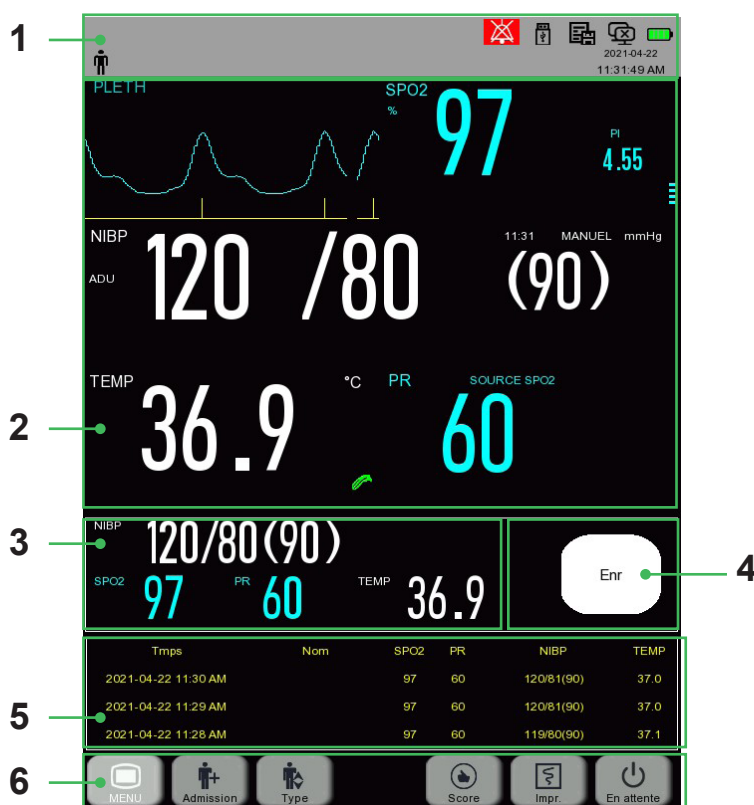 1
2021-04-22
11:31:49 AM
PLETH
SPO2
%
97
PI
4.55
NIBP
ADU
120 /80
11:31 MANUEL mmHg
(90)
TEMP
36.9
°C
PR
SOURCE SPO2
60
2
3
NIBP
120/80(90)
SPO2
97
PR
60
TEMP
36.9
Enr
4
Tmps Nom SPO2 PR NIBP TEMP
2021-04-22 11:30 AM 97 60 120/81(90) 37.0
2021-04-22 11:29 AM 97 60 120/81(90) 37.0
2021-04-22 11:28 AM 97 60 119/80(90) 37.1
5
6
MENU Admission Type Score Impr. En attente